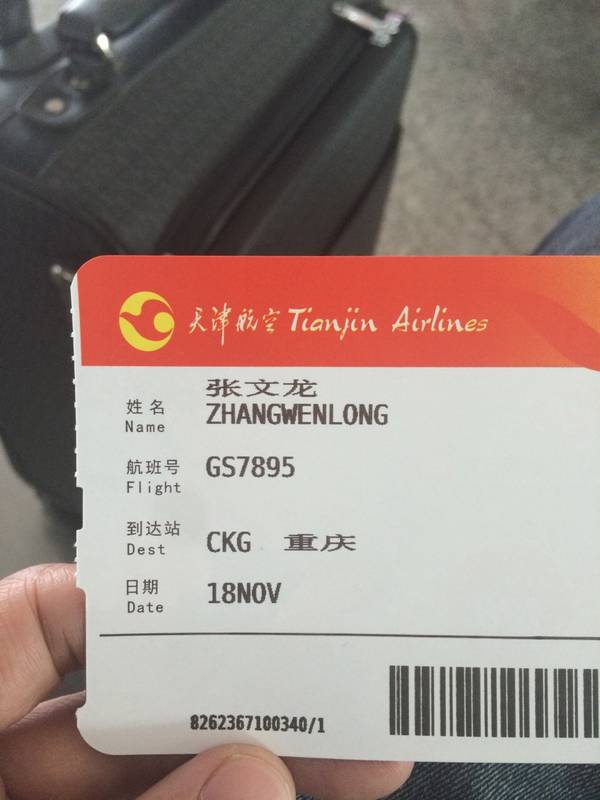 天津航空 Tianjin Airlines
张文龙
姓名 ZHANGWENLONG
Name
航班号 GS7895
Flight
到达站 CKG 重庆
Dest
日期 18NOV
Date
8262367100340/1